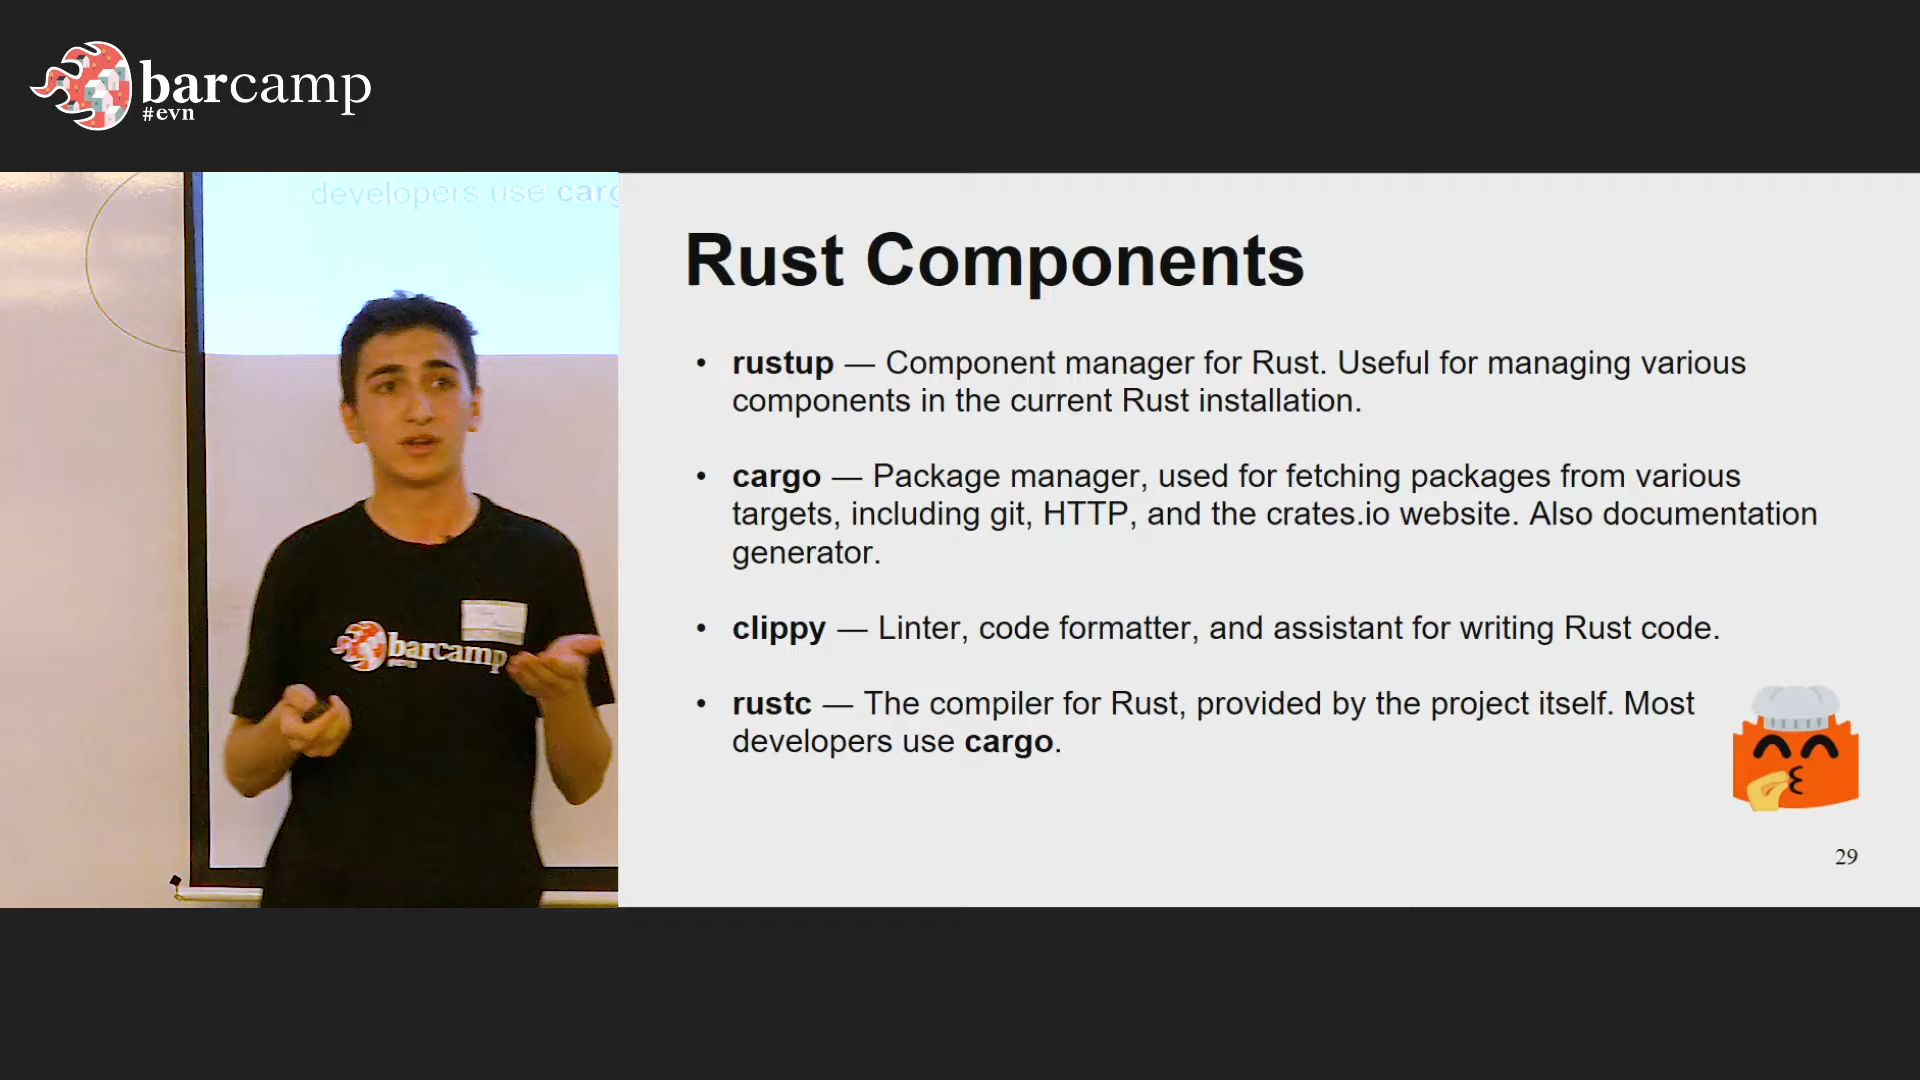 barcamp
#evn
developers use carg
Rust Components
• rustup — Component manager for Rust. Useful for managing various
components in the current Rust installation.
• cargo — Package manager, used for fetching packages from various
targets, including git, HTTP, and the crates.io website. Also documentation
generator.
• clippy — Linter, code formatter, and assistant for writing Rust code.
• rustc — The compiler for Rust, provided by the project itself. Most
developers use cargo.
barcamp
29